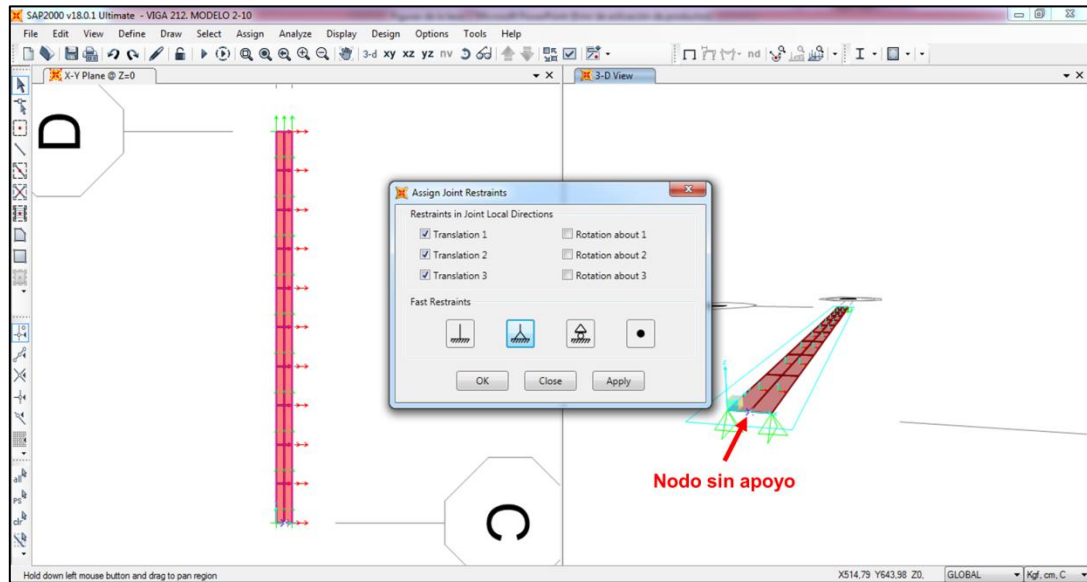 SAP2000 v18.0.1 Ultimate - VIGA 212. MODELO 2-10
File Edit View Define Draw Select Assign Analyze Display Design Options Tools Help
3-d xy xz yz nv
nd
X-Y Plane @ Z=0
3-D View
D
C
Assign Joint Restraints
Restraints in Joint Local Directions
Translation 1 Rotation about 1
Translation 2 Rotation about 2
Translation 3 Rotation about 3
Fast Restraints
OK Close Apply
Nodo sin apoyo
all
PS
clr
Hold down left mouse button and drag to pan region
X514,79 Y643,98 Z0,
GLOBAL
Kgf, cm, C